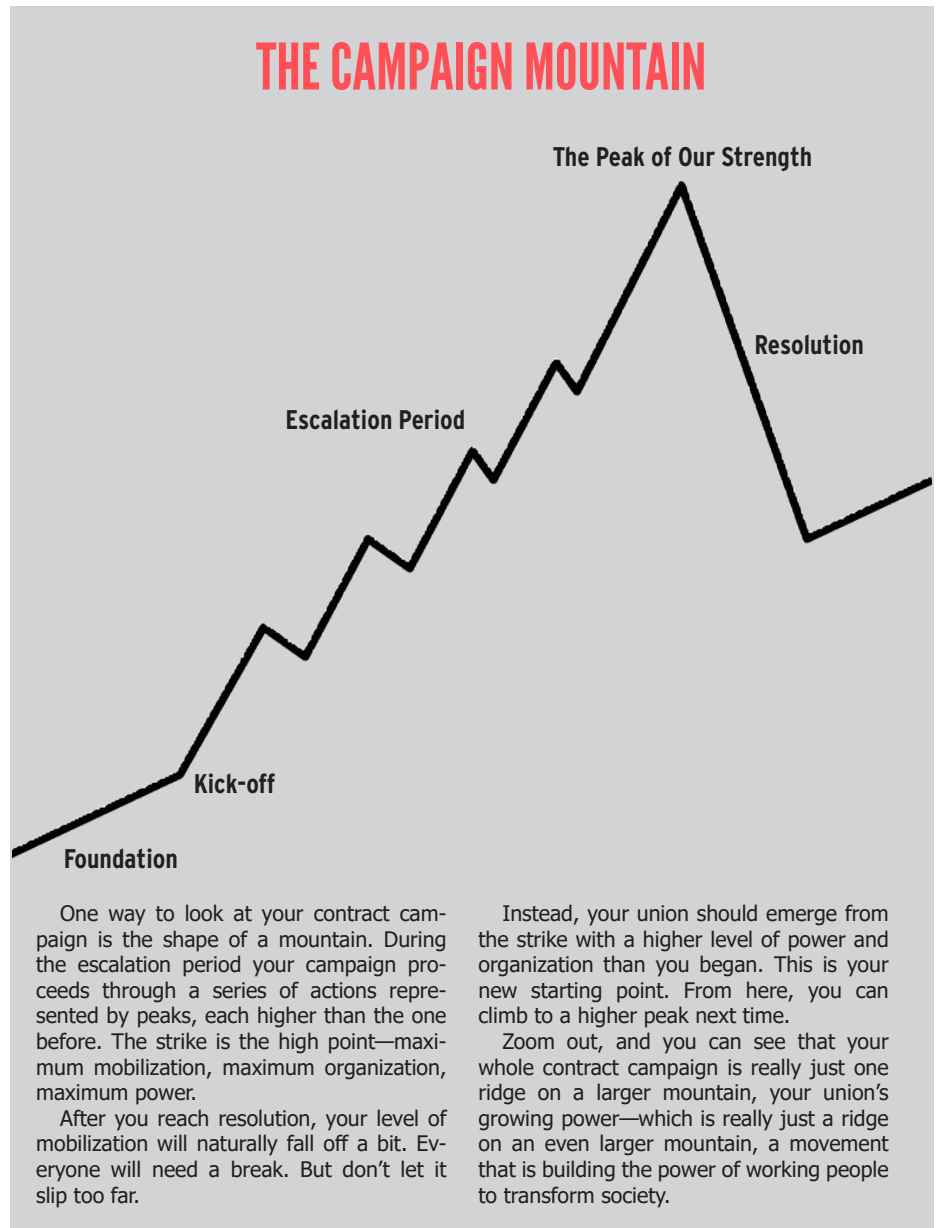 THE CAMPAIGN MOUNTAIN
The Peak of Our Strength
Resolution
Escalation Period
Kick-off
Foundation
One way to look at your contract cam-
paign is the shape of a mountain. During
the escalation period your campaign pro-
ceeds through a series of actions repre-
sented by peaks, each higher than the one
before. The strike is the high point—maxi-
mum mobilization, maximum organization,
maximum power.
After you reach resolution, your level of
mobilization will naturally fall off a bit. Ev-
eryone will need a break. But don’t let it
slip too far.
Instead, your union should emerge from
the strike with a higher level of power and
organization than you began. This is your
new starting point. From here, you can
climb to a higher peak next time.
Zoom out, and you can see that your
whole contract campaign is really just one
ridge on a larger mountain, your union’s
growing power—which is really just a ridge
on an even larger mountain, a movement
that is building the power of working people
to transform society.